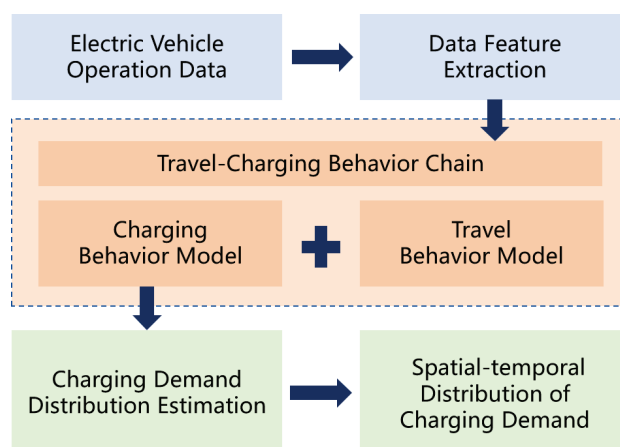 Electric Vehicle
Operation Data
Data Feature
Extraction
Travel-Charging Behavior Chain
Charging
Behavior Model
Travel
Behavior Model
Charging Demand
Distribution Estimation
Spatial-temporal
Distribution of
Charging Demand